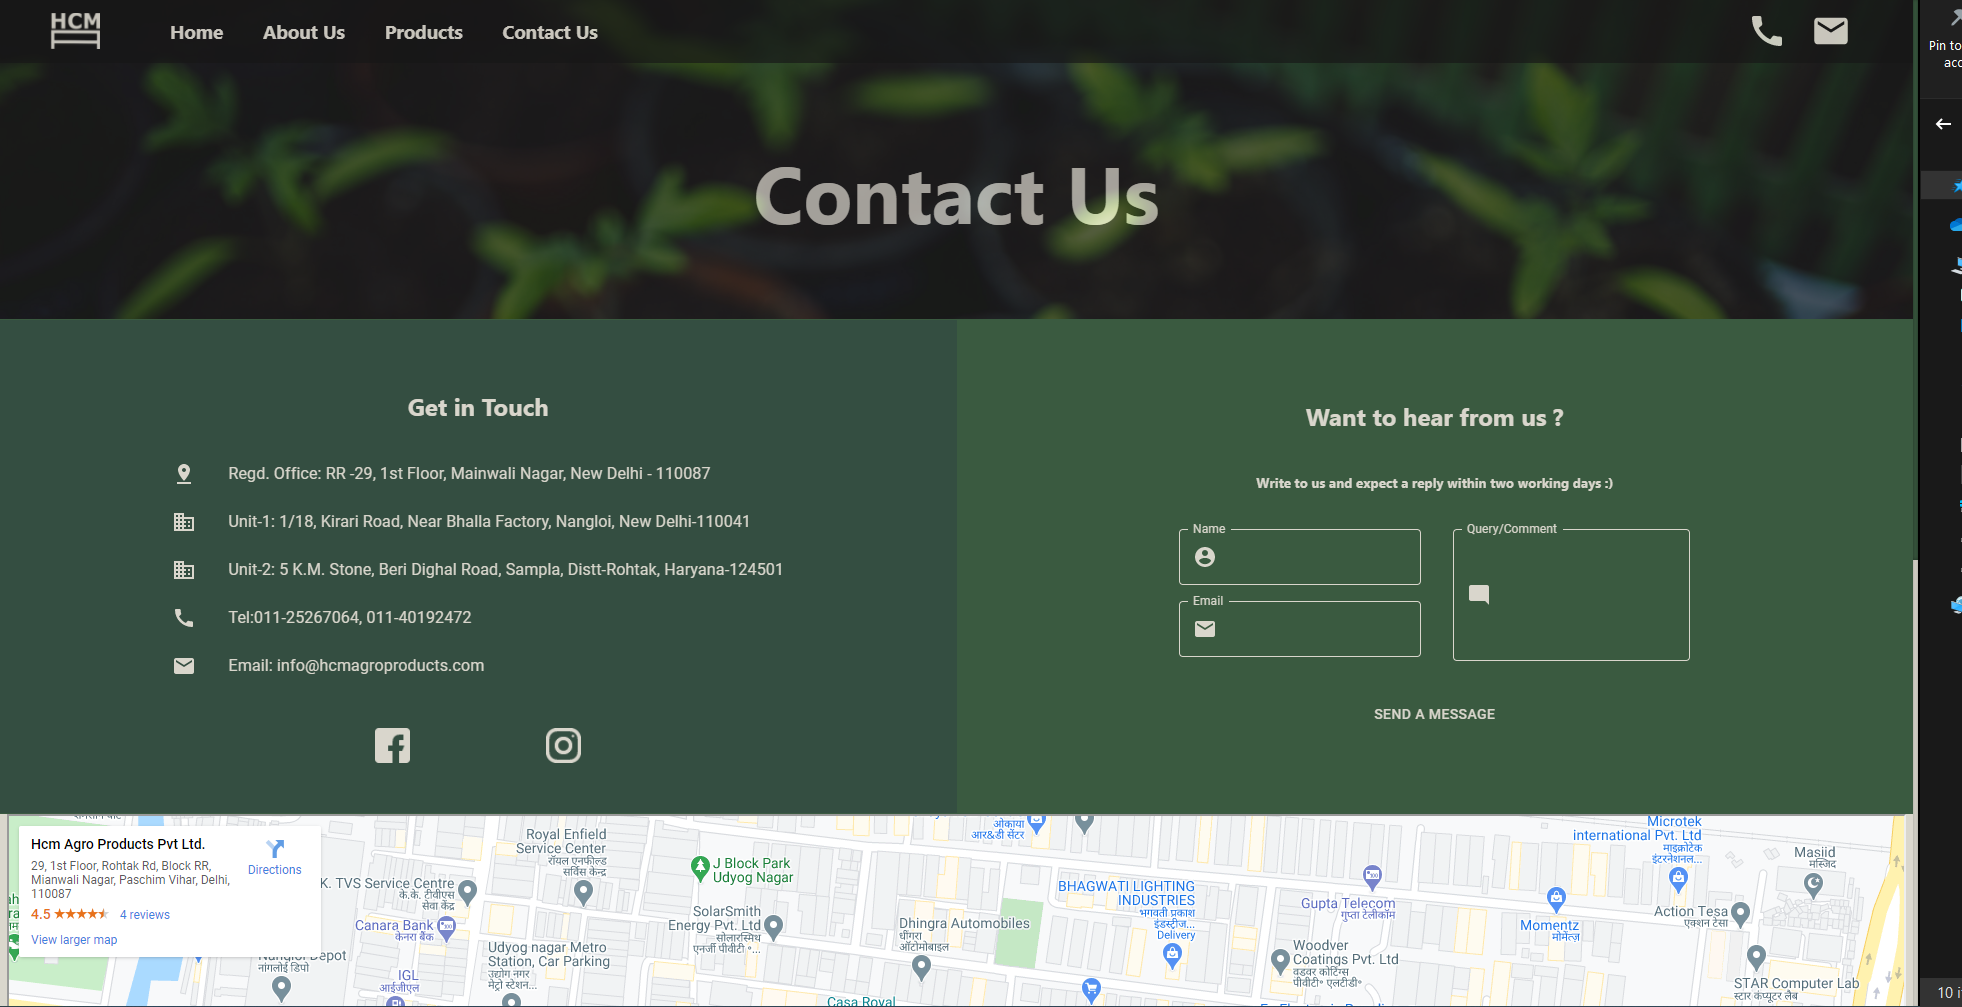 HCM
Home
About Us
Products
Contact Us
Pin to
acc
Contact Us
Get in Touch
Regd. Office: RR -29, 1st Floor, Mainwali Nagar, New Delhi - 110087
Unit-1: 1/18, Kirari Road, Near Bhalla Factory, Nangloi, New Delhi-110041
Unit-2: 5 K.M. Stone, Beri Dighal Road, Sampla, Distt-Rohtak, Haryana-124501
Tel:011-25267064, 011-40192472
Email: info@hcmagroproducts.com
Want to hear from us ?
Write to us and expect a reply within two working days :)
Name
Email
Query/Comment
SEND A MESSAGE
Hcm Agro Products Pvt Ltd.
29, 1st Floor, Rohtak Rd, Block RR,
Mianwali Nagar, Paschim Vihar, Delhi,
110087
4.5
4 reviews
View larger map
Directions
K. TVS Service Centre
के.के. टीवीएस
सेवा केंद्र
Canara Bank
केनरा बैंक
नांगलोई डिपो
IGL
आईजीएल
Royal Enfield
Service Center
रॉयल एनफील्ड
सर्विस केन्द्र
Udyog nagar Metro
Station, Car Parking
उद्योग नगर
मेट्रो स्टेशन...
J Block Park
Udyog Nagar
SolarSmith
Energy Pvt. Ltd
सोलारस्मिथ
एनर्जी पीवीटी॰...
Casa Royal
Dhingra Automobiles
धींगरा
ऑटोमोबाइल
ओकाया
आर&डी सेंटर
BHAGWATI LIGHTING
INDUSTRIES
भगवती प्रकाश
इंडस्ट्रीज...
Delivery
Gupta Telecom
गुप्ता टेलीकॉम
Woodver
Coatings Pvt. Ltd
वडवर कोटिंग्स
पीवीटी॰ एलटीडी॰
Microtek
international Pvt. Ltd
माइक्रोटेक
इंटरनेशनल...
Momentz
मोमेंट्ज़
Action Tesa
एक्शन टेसा
Masjid
मस्जिद
STAR Computer Lab
स्टार कंप्यूटर लैब
10 i